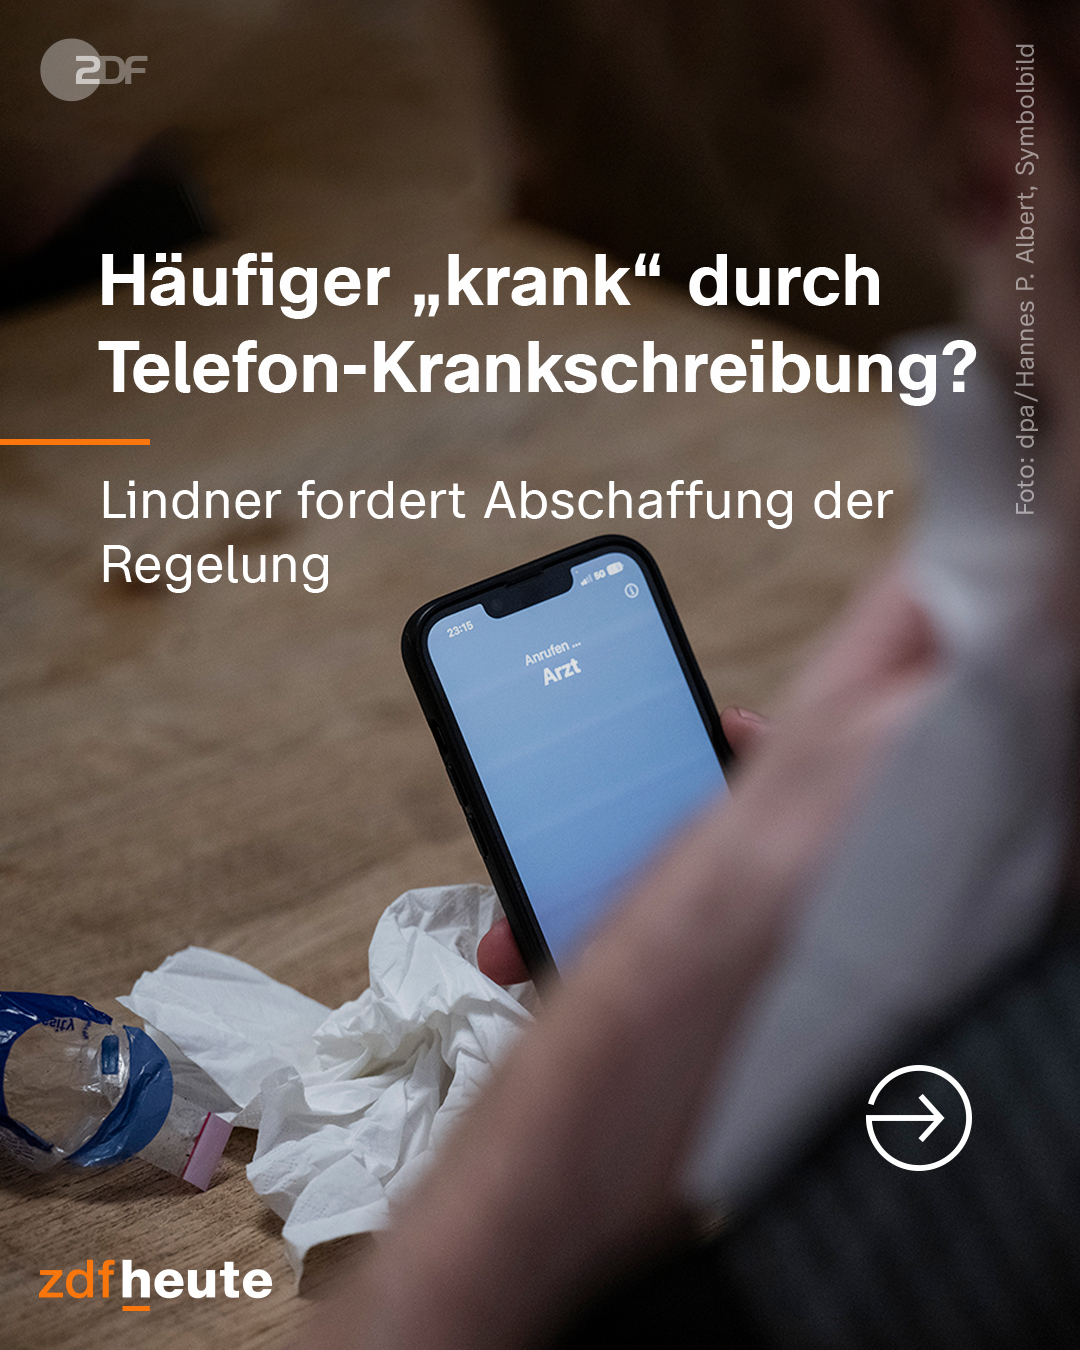 ZDF
Foto: dpa/Hannes P. Albert, Symbolbild
Häufiger „krank“ durch
Telefon-Krankschreibung?
Lindner fordert Abschaffung der
Regelung
23:15
5G
Anrufen ...
Arzt
zdfheute